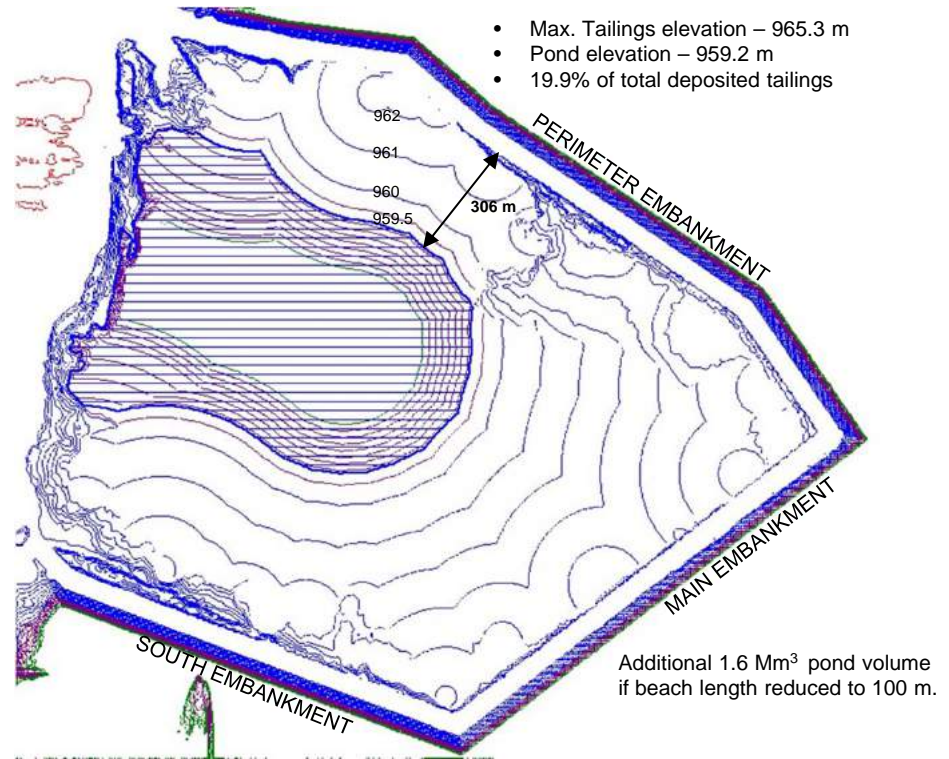 • Max. Tailings elevation – 965.3 m
• Pond elevation – 959.2 m
• 19.9% of total deposited tailings
962
961
960
959.5
306 m
PERIMETER EMBANKMENT
MAIN EMBANKMENT
SOUTH EMBANKMENT
Additional 1.6 Mm³ pond volume
if beach length reduced to 100 m.